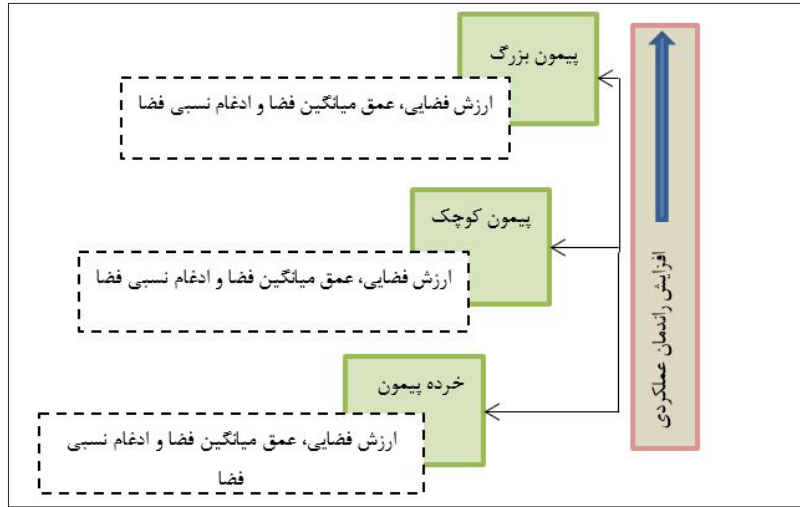 پیمون بزرگ
ارزش فضایی، عمق میانگین فضا و ادغام نسبی فضا
پیمون کوچک
ارزش فضایی، عمق میانگین فضا و ادغام نسبی فضا
خرده پیمون
ارزش فضایی، عمق میانگین فضا و ادغام نسبی
فضا
افزایش راندمان عملکردی